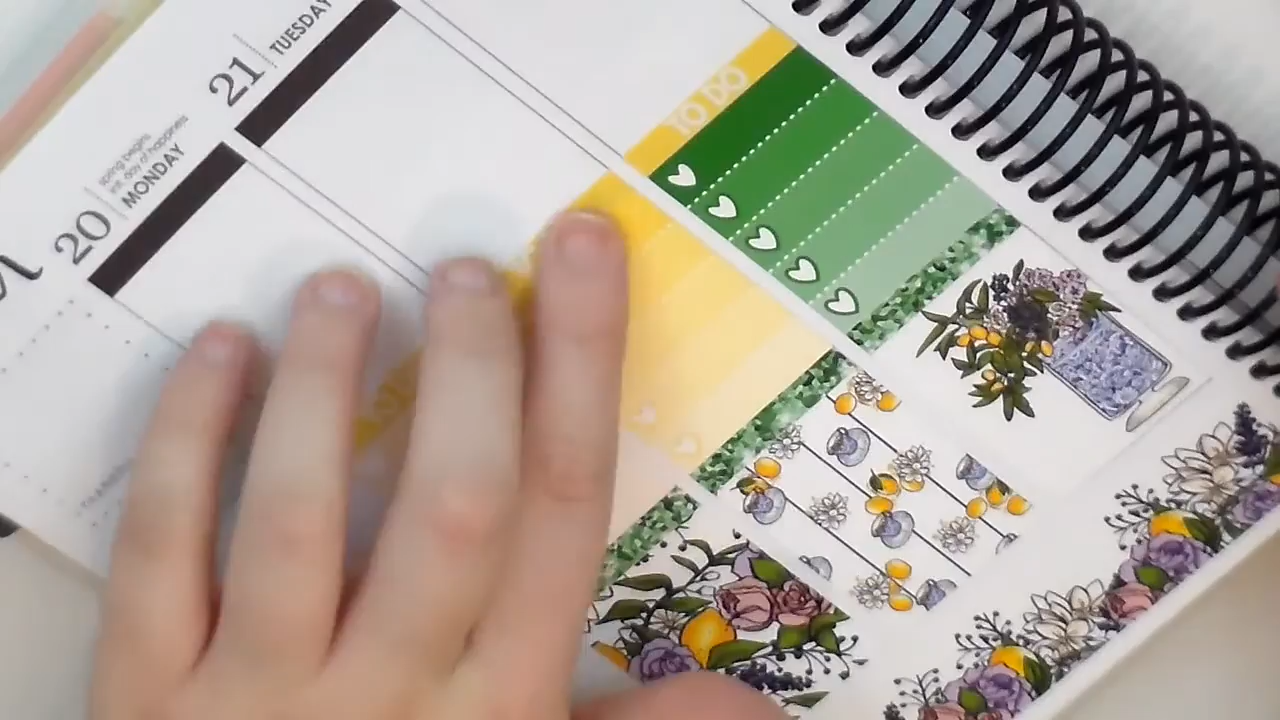 21
TUESDAY
20
spring begins
int. day of happiness
MONDAY
TO DO